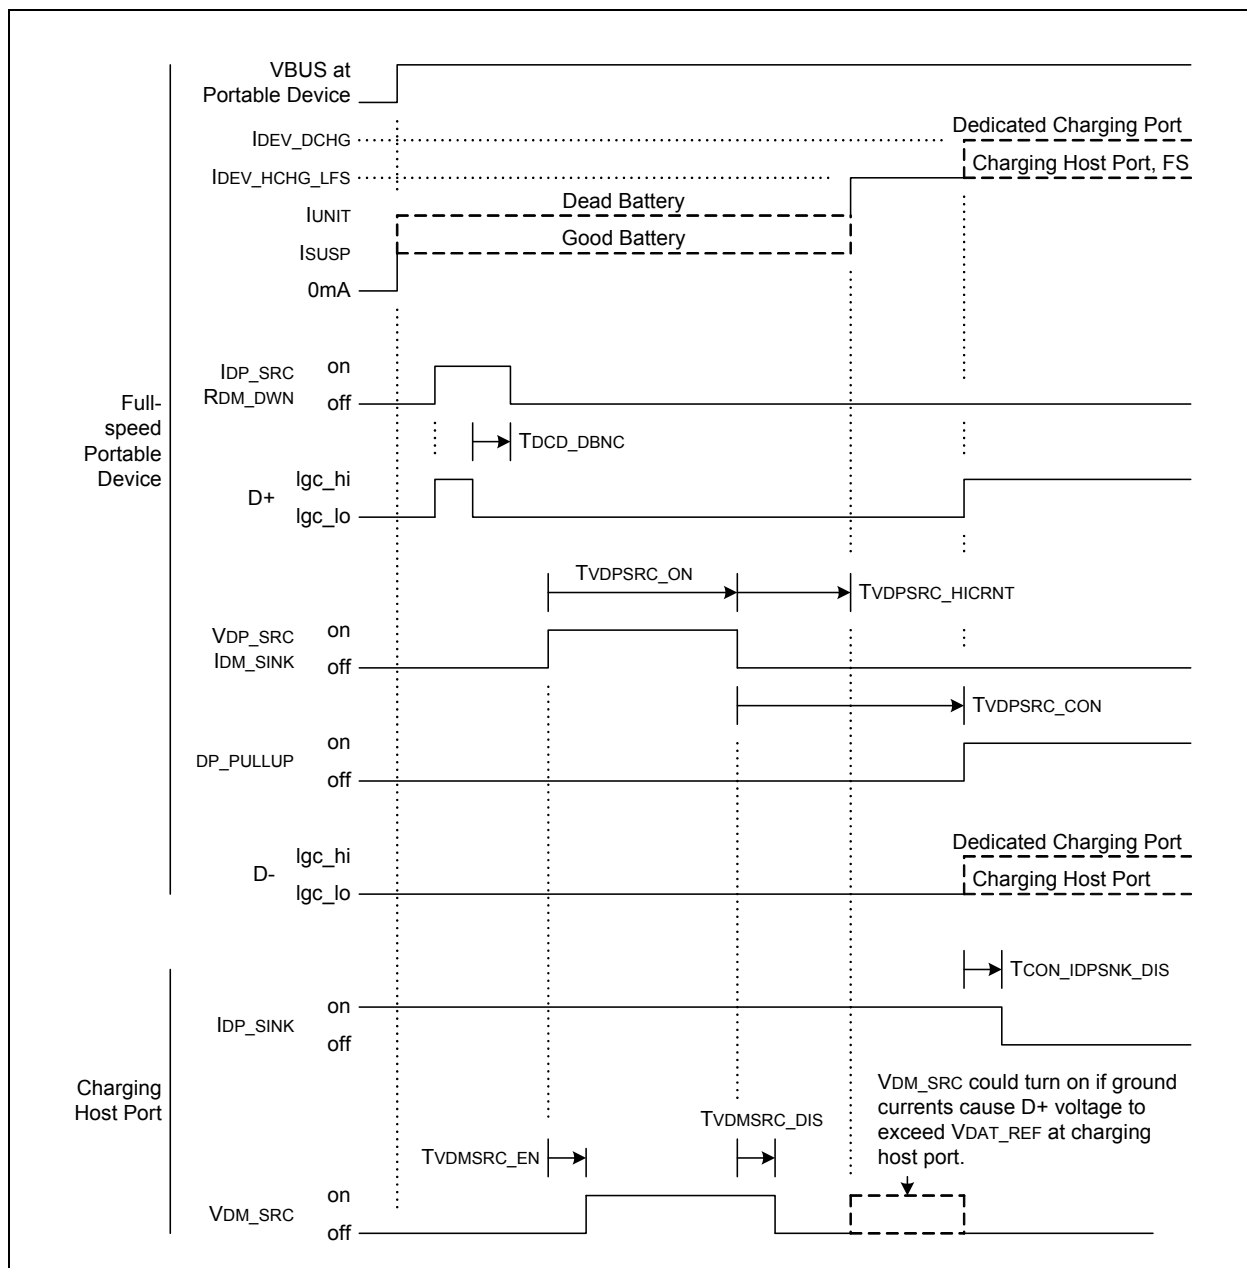 VBUS at
Portable Device
IDEV_DCHG
Dedicated Charging Port
IDEV_HCHG_LFS
Charging Host Port, FS
IUNIT
Dead Battery
ISUSP
Good Battery
0mA
IDP_SRC
RDM_DWN
on
off
Full-
speed
Portable
Device
TDCD_DBNC
D+
lgc_hi
lgc_lo
TVDPSRC_ON
TVDPSRC_HICRNT
VDP_SRC
IDM_SINK
on
off
TVDPSRC_CON
DP_PULLUP
on
off
D-
lgc_hi
lgc_lo
Dedicated Charging Port
Charging Host Port
TCON_IDPSNK_DIS
IDP_SINK
on
off
Charging
Host Port
VDM_SRC could turn on if ground
currents cause D+ voltage to
exceed VDAT_REF at charging
host port.
TVDMSRC_DIS
TVDMSRC_EN
VDM_SRC
on
off